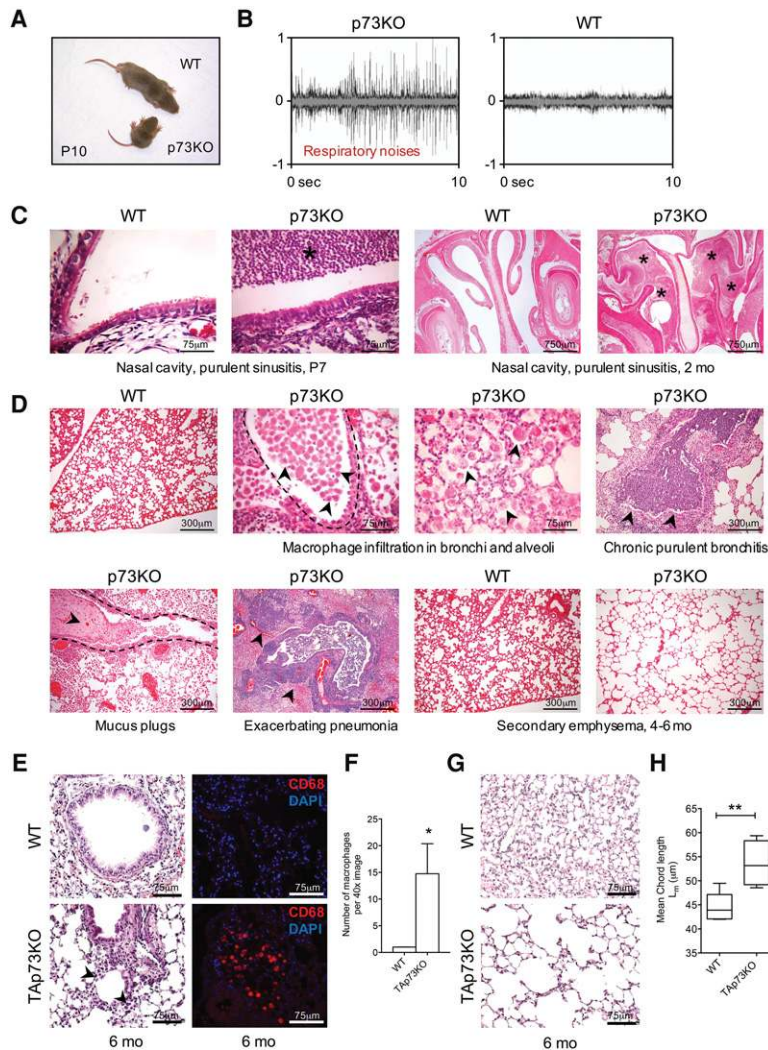 A
WT
P10
p73KO
B
p73KO
WT
1
0
-1
Respiratory noises
0 sec
10
1
0
-1
0 sec
10
C
WT
p73KO
WT
p73KO
*
* * * *
75µm
75µm
750µm
750µm
Nasal cavity, purulent sinusitis, P7
Nasal cavity, purulent sinusitis, 2 mo
D
WT
p73KO
p73KO
p73KO
300µm
75µm
75µm
300µm
Macrophage infiltration in bronchi and alveoli
Chronic purulent bronchitis
p73KO
p73KO
WT
p73KO
300µm
300µm
300µm
300µm
Mucus plugs
Exacerbating pneumonia
Secondary emphysema, 4-6 mo
E
WT
CD68
DAPI
75µm
75µm
TAp73KO
CD68
DAPI
75µm
75µm
6 mo
6 mo
F
Number of macrophages
per 40x image
25
20
15
10
5
0
*
WT
TAp73KO
G
WT
75µm
TAp73KO
75µm
6 mo
H
Mean Chord length
Lm (µm)
65
60
55
50
45
40
35
**
WT
TAp73KO